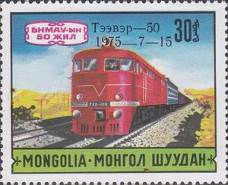 БНМАУ-ЫН
50 ЖИЛ
Тээвэр—50
1975—7—15
30
MONGOLIA·МОНГОЛ ШУУДАН